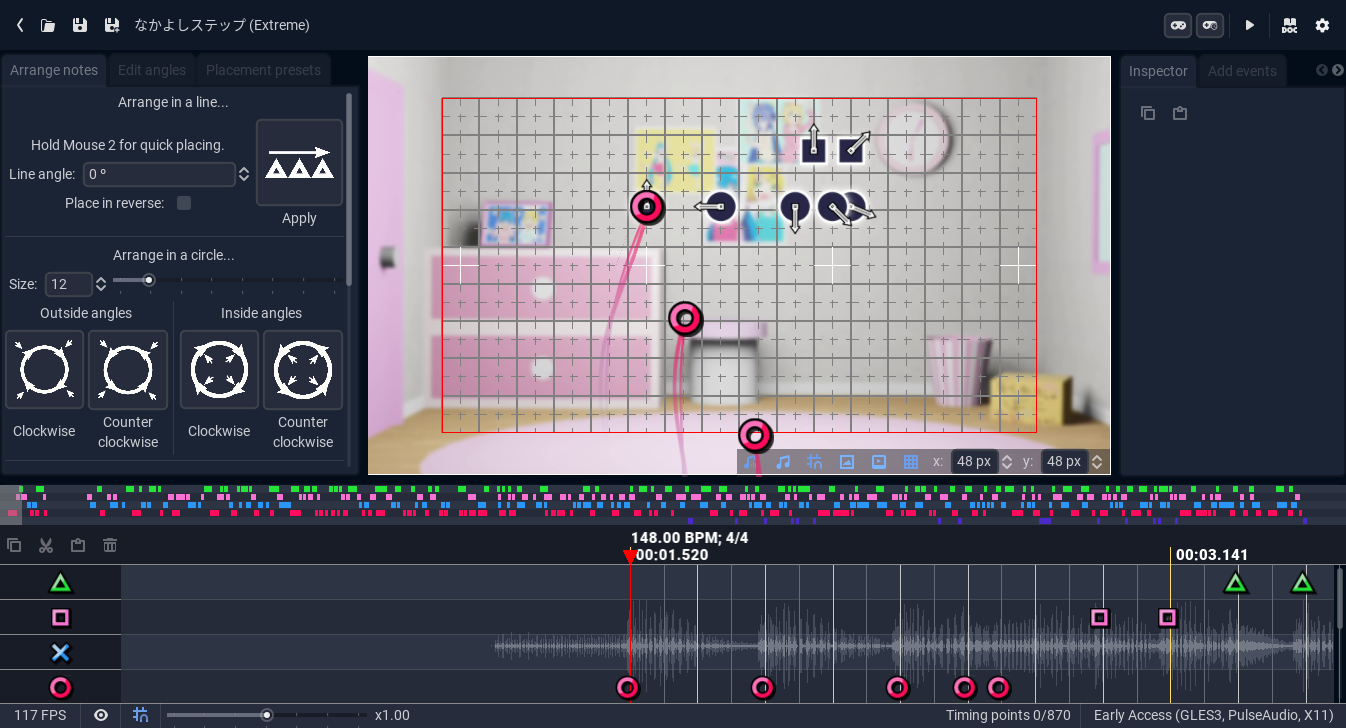 なかよしステップ (Extreme)
DOC
Arrange notes
Edit angles
Placement presets
Inspector
Add events
Arrange in a line...
Hold Mouse 2 for quick placing.
Line angle:
0 º
Place in reverse:
Apply
Arrange in a circle...
Size:
12
Outside angles
Inside angles
Clockwise
Counter
clockwise
Clockwise
Counter
clockwise
x:
48 px
y:
48 px
148.00 BPM; 4/4
00:01.520
00:03.141
117 FPS
x1.00
Timing points 0/870
Early Access (GLES3, PulseAudio, X11)